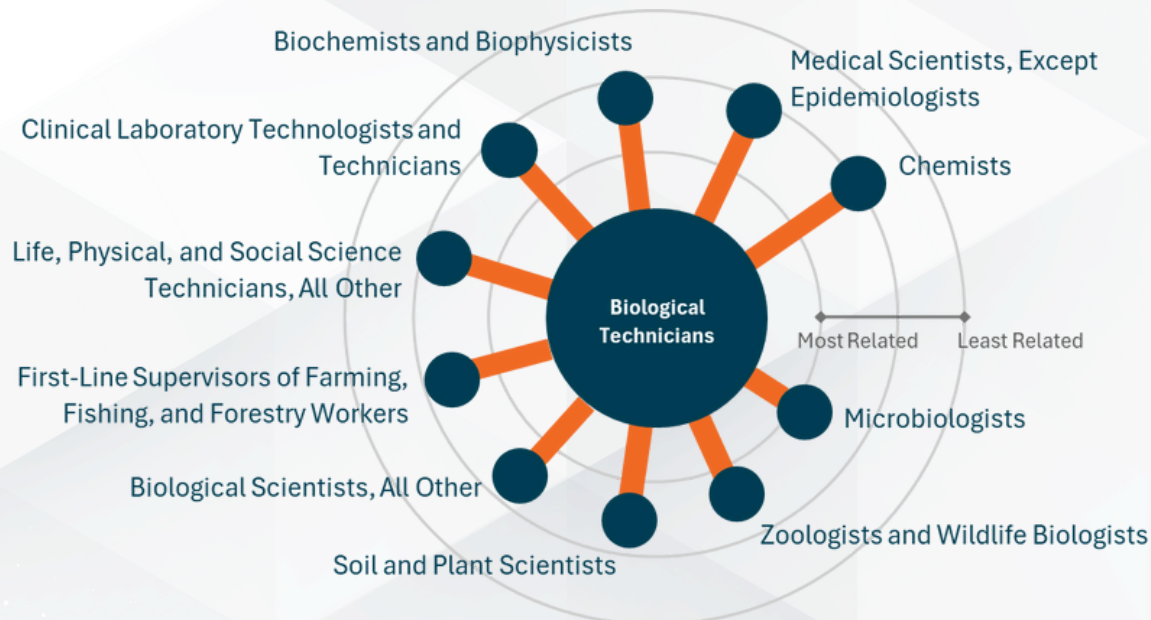 Biochemists and Biophysicists
Medical Scientists, Except
Epidemiologists
Clinical Laboratory Technologists and
Technicians
Chemists
Life, Physical, and Social Science
Technicians, All Other
Biological
Technicians
Most Related
Least Related
First-Line Supervisors of Farming,
Fishing, and Forestry Workers
Microbiologists
Biological Scientists, All Other
Zoologists and Wildlife Biologists
Soil and Plant Scientists